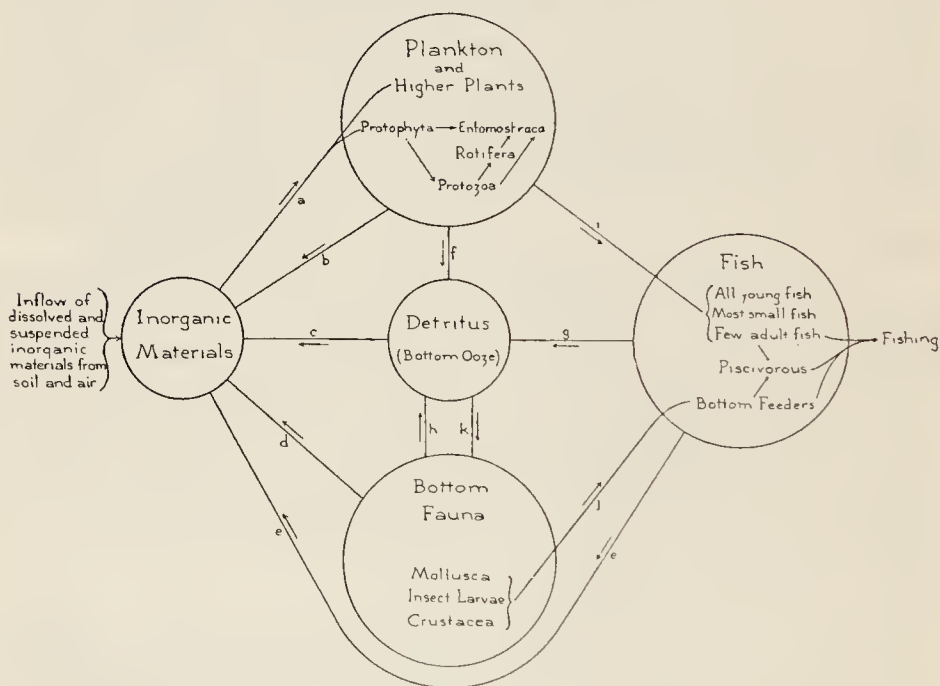 Plankton
and
Higher Plants
Protophyta
Entomostraca
Rotifera
Protozoa
a
b
f
i
Inflow of
dissolved and
suspended
inorganic
materials from
soil and air
Inorganic
Materials
c
Detritus
(Bottom Ooze)
g
Fish
All young fish
Most small fish
Few adult fish
Piscivorous
Bottom Feeders
Fishing
d
h
k
e
j
e
Bottom
Fauna
Mollusca
Insect Larvae
Crustacea